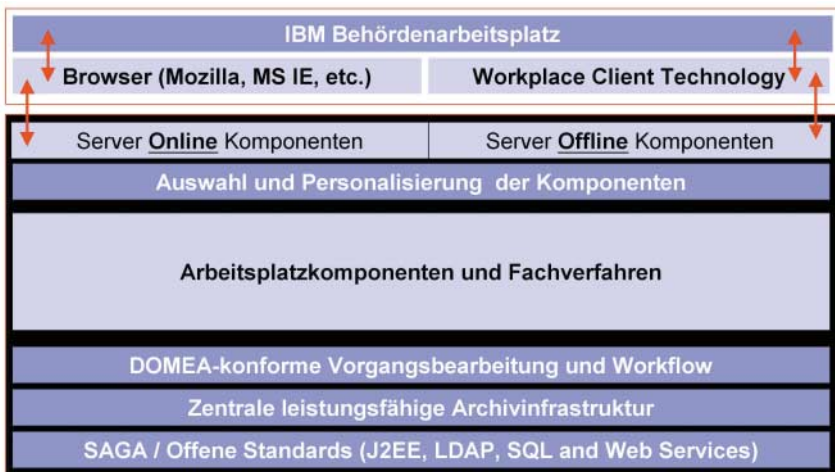 IBM Behördenarbeitsplatz
Browser (Mozilla, MS IE, etc.)
Workplace Client Technology
Server Online Komponenten
Server Offline Komponenten
Auswahl und Personalisierung der Komponenten
Arbeitsplatzkomponenten und Fachverfahren
DOMEA-konforme Vorgangsbearbeitung und Workflow
Zentrale leistungsfähige Archivinfrastruktur
SAGA / Offene Standards (J2EE, LDAP, SQL and Web Services)